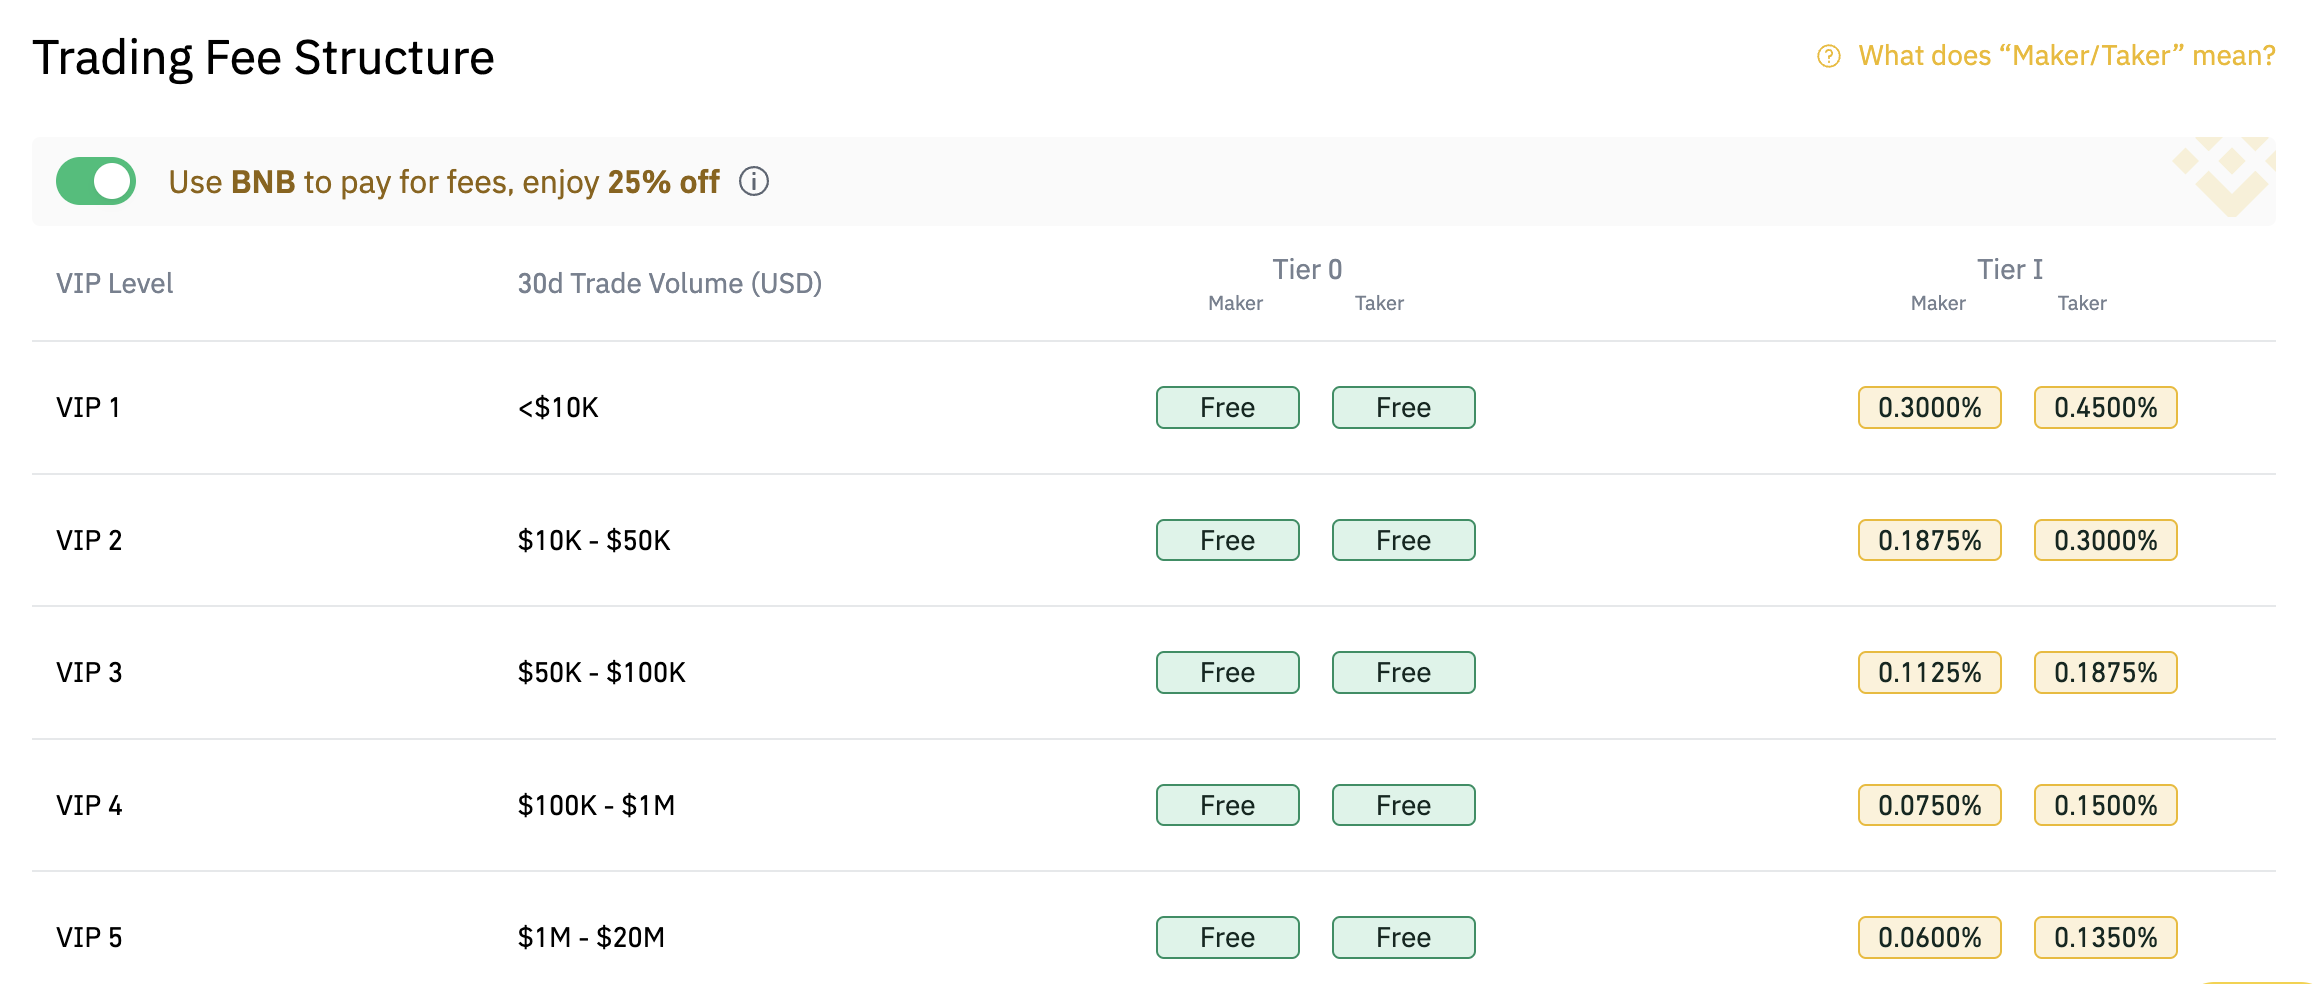 Trading Fee Structure
What does “Maker/Taker” mean?
Use BNB to pay for fees, enjoy 25% off
VIP Level 30d Trade Volume (USD) Tier 0 Tier I
Maker Taker Maker Taker
VIP 1 <$10K Free Free 0.3000% 0.4500%
VIP 2 $10K - $50K Free Free 0.1875% 0.3000%
VIP 3 $50K - $100K Free Free 0.1125% 0.1875%
VIP 4 $100K - $1M Free Free 0.0750% 0.1500%
VIP 5 $1M - $20M Free Free 0.0600% 0.1350%